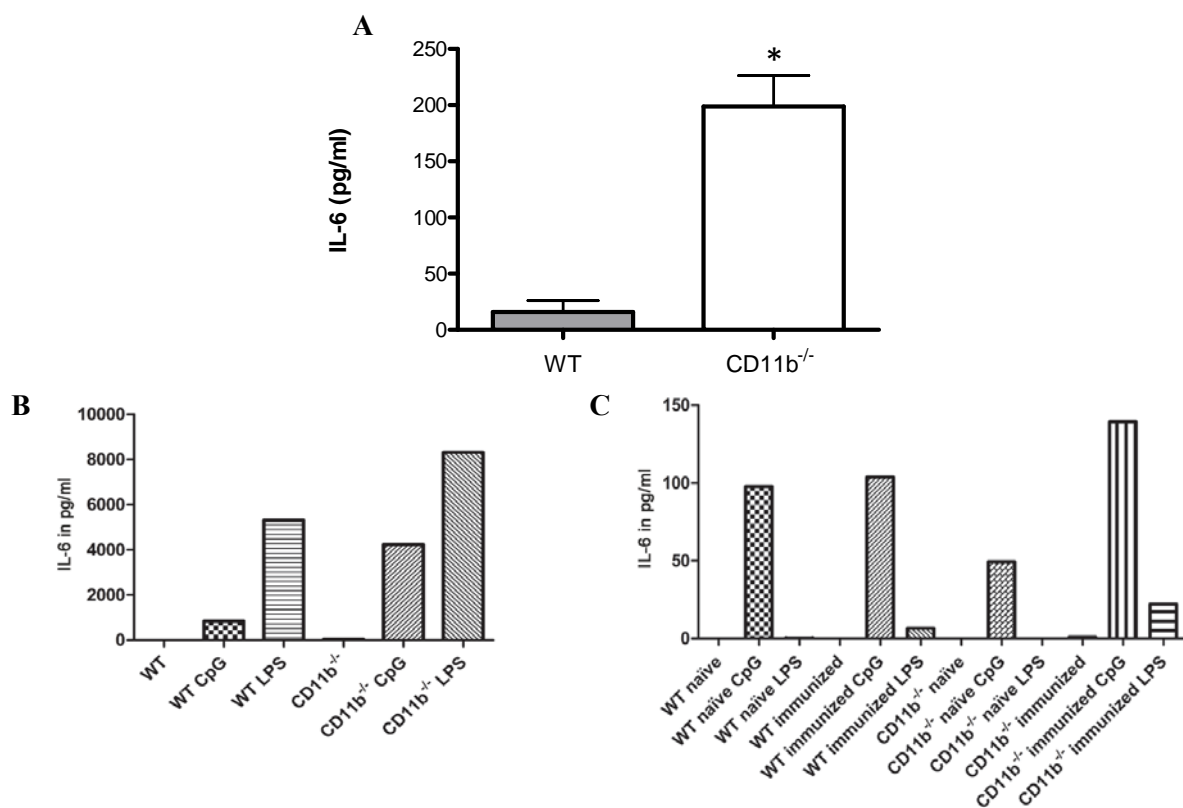 A
250
200
150
100
50
0
IL-6 (pg/ml)
*
WT
CD11b-/-
B
10000
8000
6000
4000
2000
0
IL-6 in pg/ml
WT
WT CpG
WT LPS
CD11b-/-
CD11b-/- CpG
CD11b-/- LPS
C
150
100
50
0
IL-6 in pg/ml
WT naïve
WT naïve CpG
WT naïve LPS
WT immunized
WT immunized CpG
WT immunized LPS
CD11b-/- naïve
CD11b-/- naïve CpG
CD11b-/- naïve LPS
CD11b-/- immunized
CD11b-/- immunized CpG
CD11b-/- immunized LPS